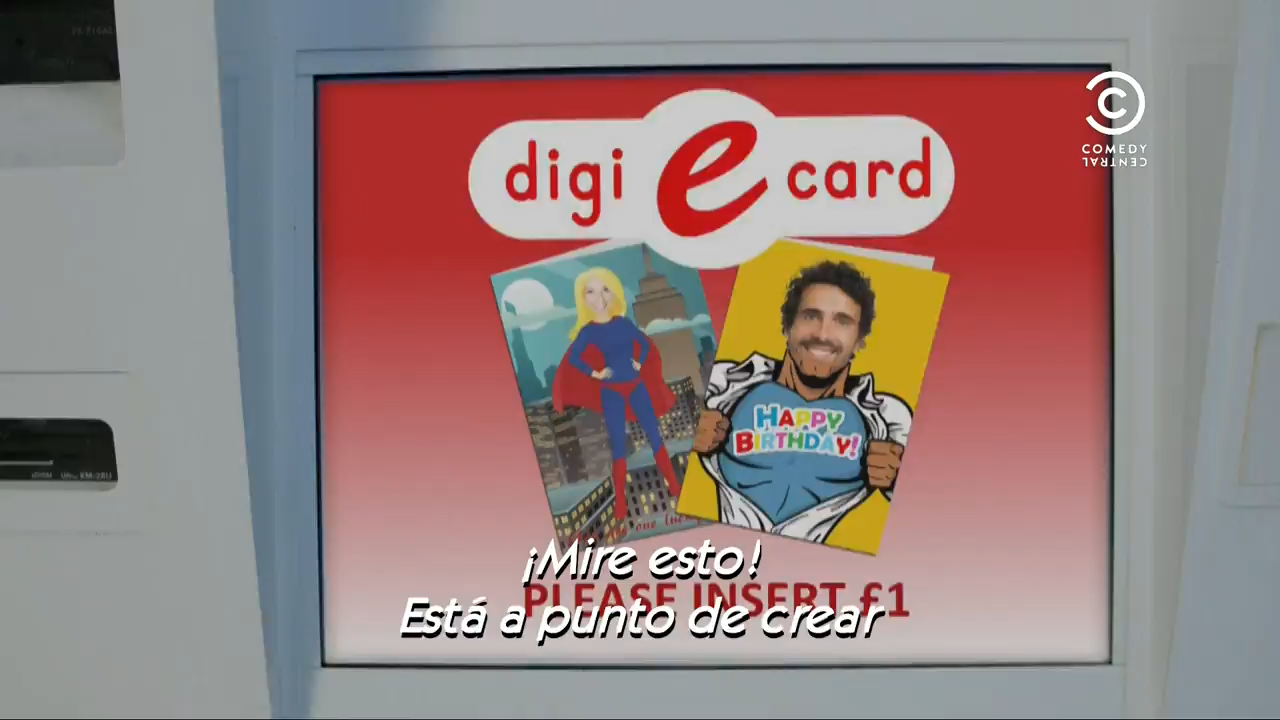 COMEDY
CENTRAL
digi e card
HAPPY
BIRTHDAY!
¡Mire esto!
PLEASE INSERT £1
Está a punto de crear